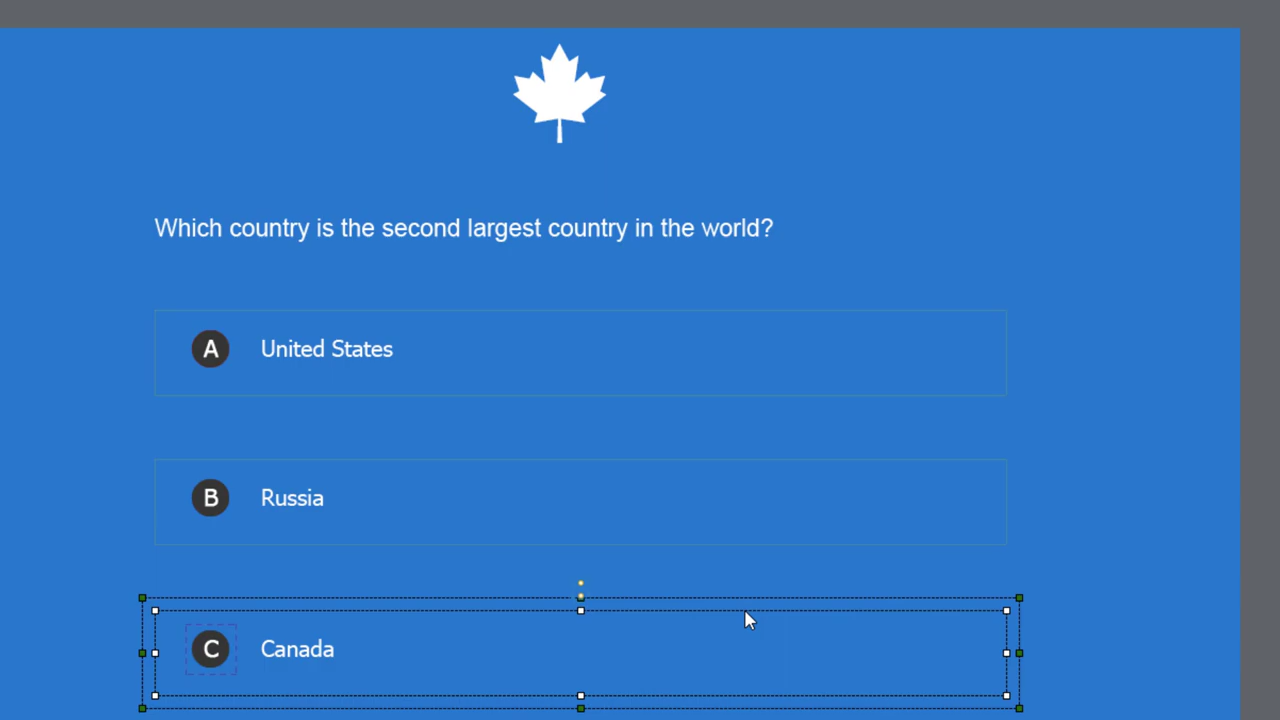 Which country is the second largest country in the world?
A United States
B Russia
C Canada